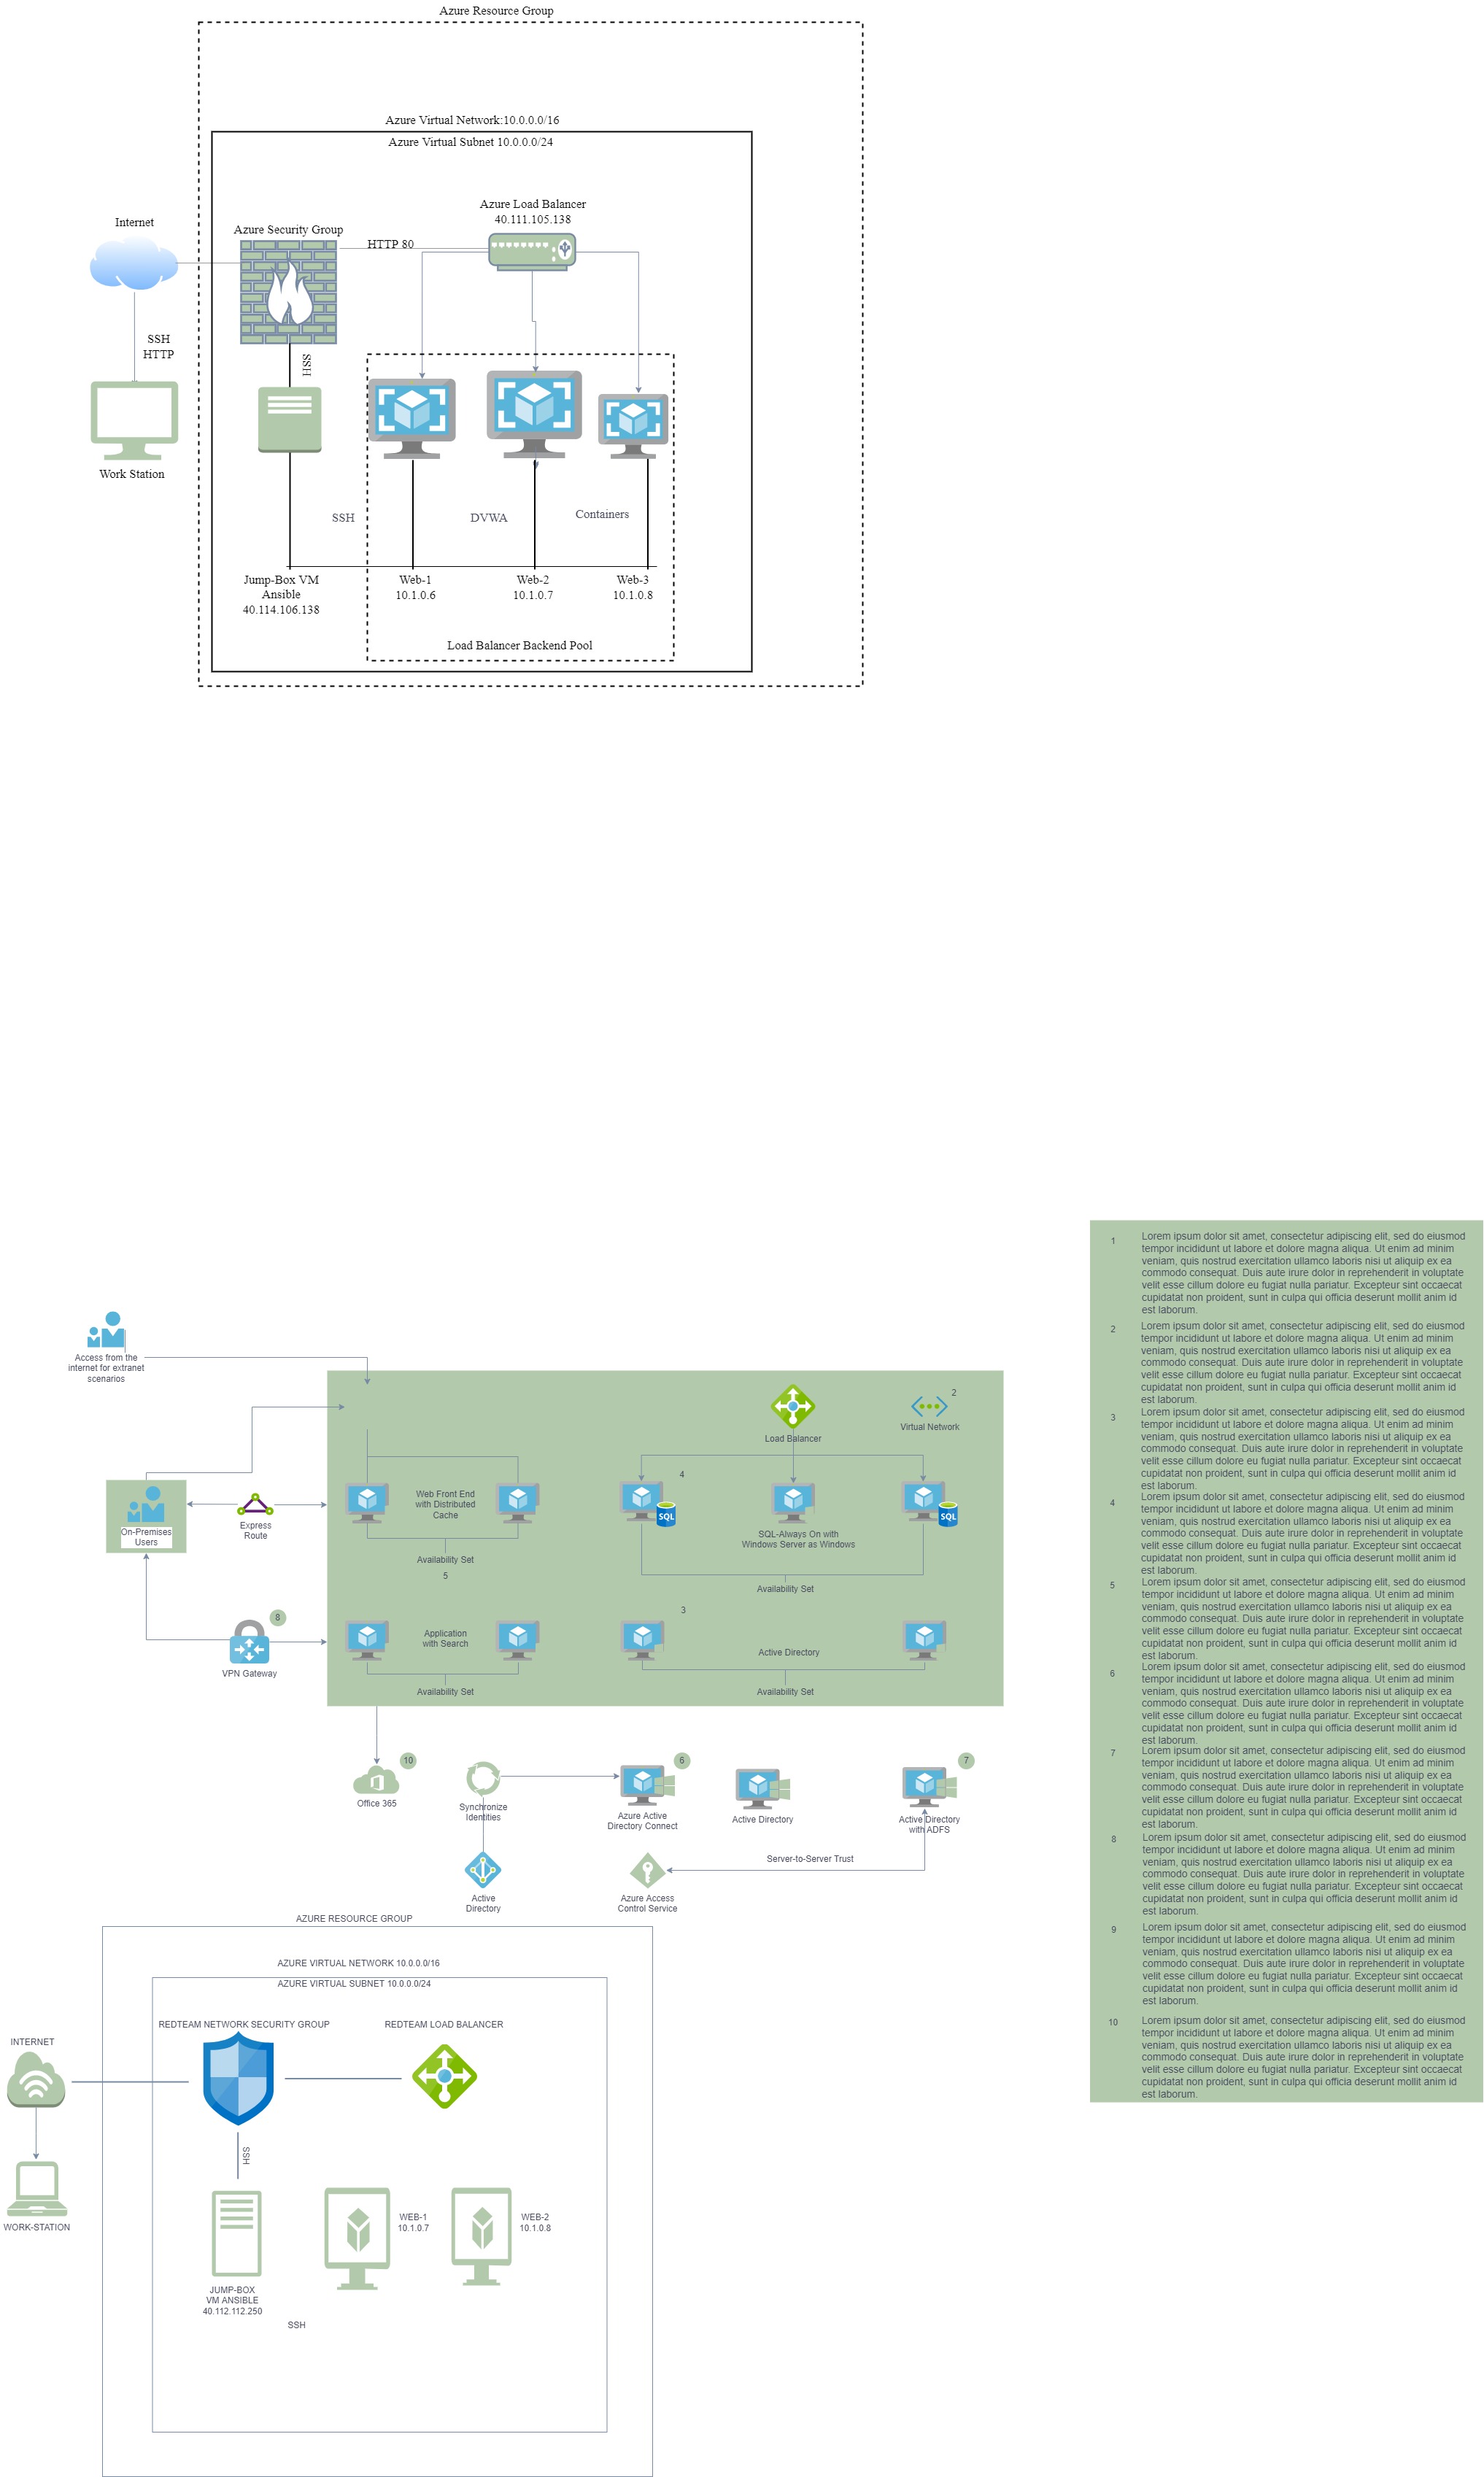 Azure Resource Group
Azure Virtual Network:10.0.0.0/16
Azure Virtual Subnet 10.0.0.0/24
Internet
Azure Security Group
HTTP 80
Azure Load Balancer
40.111.105.138
SSH
HTTP
SSH
Work Station
SSH
DVWA
Containers
Jump-Box VM
Ansible
40.114.106.138
Web-1
10.1.0.6
Web-2
10.1.0.7
Web-3
10.1.0.8
Load Balancer Backend Pool
Access from the
internet for extranet
scenarios
Load Balancer
2
Virtual Network
On-Premises
Users
Express
Route
Web Front End
with Distributed
Cache
Availability Set
5
4
SQL
SQL-Always On with
Windows Server as Windows
SQL
Availability Set
8
VPN Gateway
Application
with Search
Availability Set
3
Active Directory
Availability Set
10
Office 365
Synchronize
Identities
6
Azure Active
Directory Connect
Active Directory
7
Active Directory
with ADFS
Server-to-Server Trust
Active
Directory
Azure Access
Control Service
1
Lorem ipsum dolor sit amet, consectetur adipiscing elit, sed do eiusmod
tempor incididunt ut labore et dolore magna aliqua. Ut enim ad minim
veniam, quis nostrud exercitation ullamco laboris nisi ut aliquip ex ea
commodo consequat. Duis aute irure dolor in reprehenderit in voluptate
velit esse cillum dolore eu fugiat nulla pariatur. Excepteur sint occaecat
cupidatat non proident, sunt in culpa qui officia deserunt mollit anim id
est laborum.
2
Lorem ipsum dolor sit amet, consectetur adipiscing elit, sed do eiusmod
tempor incididunt ut labore et dolore magna aliqua. Ut enim ad minim
veniam, quis nostrud exercitation ullamco laboris nisi ut aliquip ex ea
commodo consequat. Duis aute irure dolor in reprehenderit in voluptate
velit esse cillum dolore eu fugiat nulla pariatur. Excepteur sint occaecat
cupidatat non proident, sunt in culpa qui officia deserunt mollit anim id
est laborum.
3
Lorem ipsum dolor sit amet, consectetur adipiscing elit, sed do eiusmod
tempor incididunt ut labore et dolore magna aliqua. Ut enim ad minim
veniam, quis nostrud exercitation ullamco laboris nisi ut aliquip ex ea
commodo consequat. Duis aute irure dolor in reprehenderit in voluptate
velit esse cillum dolore eu fugiat nulla pariatur. Excepteur sint occaecat
cupidatat non proident, sunt in culpa qui officia deserunt mollit anim id
est laborum.
4
Lorem ipsum dolor sit amet, consectetur adipiscing elit, sed do eiusmod
tempor incididunt ut labore et dolore magna aliqua. Ut enim ad minim
veniam, quis nostrud exercitation ullamco laboris nisi ut aliquip ex ea
commodo consequat. Duis aute irure dolor in reprehenderit in voluptate
velit esse cillum dolore eu fugiat nulla pariatur. Excepteur sint occaecat
cupidatat non proident, sunt in culpa qui officia deserunt mollit anim id
est laborum.
5
Lorem ipsum dolor sit amet, consectetur adipiscing elit, sed do eiusmod
tempor incididunt ut labore et dolore magna aliqua. Ut enim ad minim
veniam, quis nostrud exercitation ullamco laboris nisi ut aliquip ex ea
commodo consequat. Duis aute irure dolor in reprehenderit in voluptate
velit esse cillum dolore eu fugiat nulla pariatur. Excepteur sint occaecat
cupidatat non proident, sunt in culpa qui officia deserunt mollit anim id
est laborum.
6
Lorem ipsum dolor sit amet, consectetur adipiscing elit, sed do eiusmod
tempor incididunt ut labore et dolore magna aliqua. Ut enim ad minim
veniam, quis nostrud exercitation ullamco laboris nisi ut aliquip ex ea
commodo consequat. Duis aute irure dolor in reprehenderit in voluptate
velit esse cillum dolore eu fugiat nulla pariatur. Excepteur sint occaecat
cupidatat non proident, sunt in culpa qui officia deserunt mollit anim id
est laborum.
7
Lorem ipsum dolor sit amet, consectetur adipiscing elit, sed do eiusmod
tempor incididunt ut labore et dolore magna aliqua. Ut enim ad minim
veniam, quis nostrud exercitation ullamco laboris nisi ut aliquip ex ea
commodo consequat. Duis aute irure dolor in reprehenderit in voluptate
velit esse cillum dolore eu fugiat nulla pariatur. Excepteur sint occaecat
cupidatat non proident, sunt in culpa qui officia deserunt mollit anim id
est laborum.
8
Lorem ipsum dolor sit amet, consectetur adipiscing elit, sed do eiusmod
tempor incididunt ut labore et dolore magna aliqua. Ut enim ad minim
veniam, quis nostrud exercitation ullamco laboris nisi ut aliquip ex ea
commodo consequat. Duis aute irure dolor in reprehenderit in voluptate
velit esse cillum dolore eu fugiat nulla pariatur. Excepteur sint occaecat
cupidatat non proident, sunt in culpa qui officia deserunt mollit anim id
est laborum.
9
Lorem ipsum dolor sit amet, consectetur adipiscing elit, sed do eiusmod
tempor incididunt ut labore et dolore magna aliqua. Ut enim ad minim
veniam, quis nostrud exercitation ullamco laboris nisi ut aliquip ex ea
commodo consequat. Duis aute irure dolor in reprehenderit in voluptate
velit esse cillum dolore eu fugiat nulla pariatur. Excepteur sint occaecat
cupidatat non proident, sunt in culpa qui officia deserunt mollit anim id
est laborum.
10
Lorem ipsum dolor sit amet, consectetur adipiscing elit, sed do eiusmod
tempor incididunt ut labore et dolore magna aliqua. Ut enim ad minim
veniam, quis nostrud exercitation ullamco laboris nisi ut aliquip ex ea
commodo consequat. Duis aute irure dolor in reprehenderit in voluptate
velit esse cillum dolore eu fugiat nulla pariatur. Excepteur sint occaecat
cupidatat non proident, sunt in culpa qui officia deserunt mollit anim id
est laborum.
AZURE RESOURCE GROUP
AZURE VIRTUAL NETWORK 10.0.0.0/16
AZURE VIRTUAL SUBNET 10.0.0.0/24
REDTEAM NETWORK SECURITY GROUP
REDTEAM LOAD BALANCER
INTERNET
SSH
WORK-STATION
WEB-1
10.1.0.7
WEB-2
10.1.0.8
JUMP-BOX
VM ANSIBLE
40.112.112.250
SSH